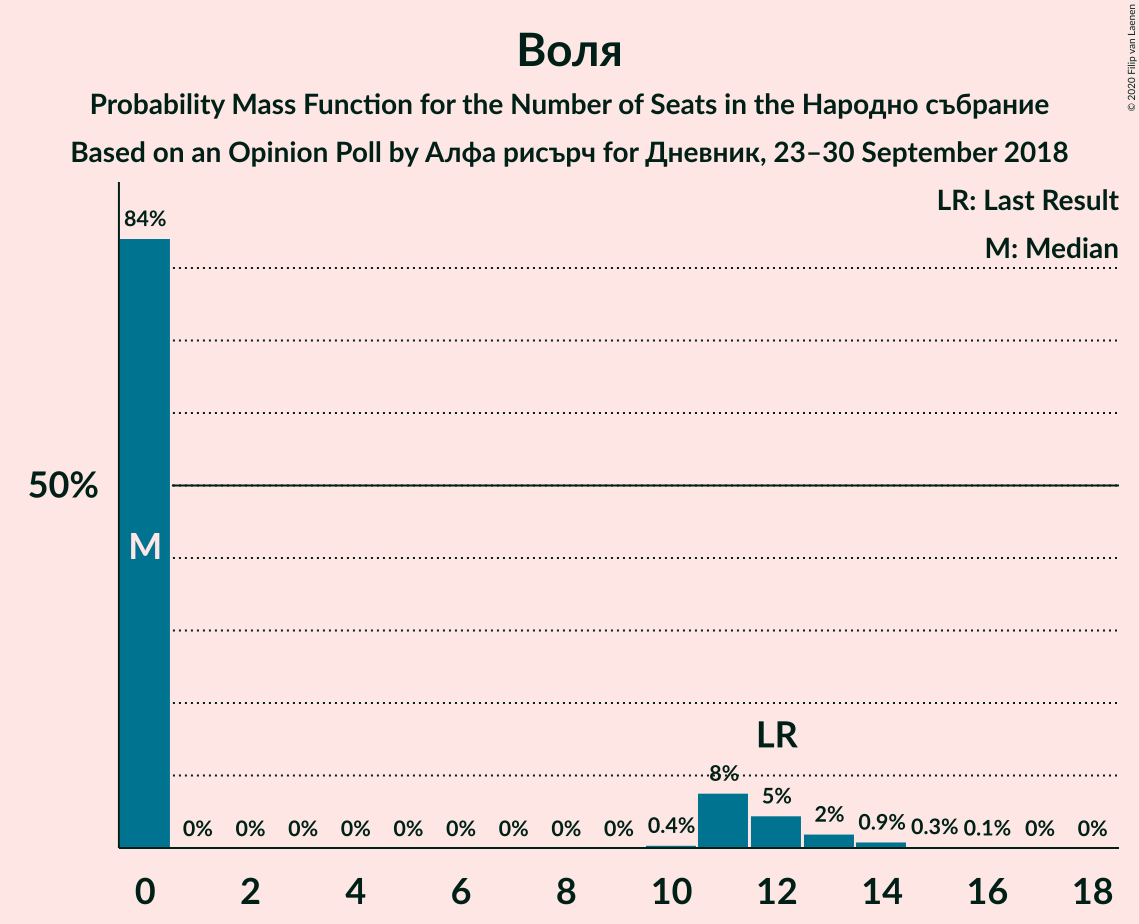 Воля
Probability Mass Function for the Number of Seats in the Народно събрание
Based on an Opinion Poll by Алфа рисърч for Дневник, 23–30 September 2018
© 2020 Filip van Laenen
LR: Last Result
M: Median
84%
50%
M
LR
8%
5%
0% 0% 0% 0% 0% 0% 0% 0% 0% 0.4% 2% 0.9% 0.3% 0.1% 0% 0%
0 2 4 6 8 10 12 14 16 18